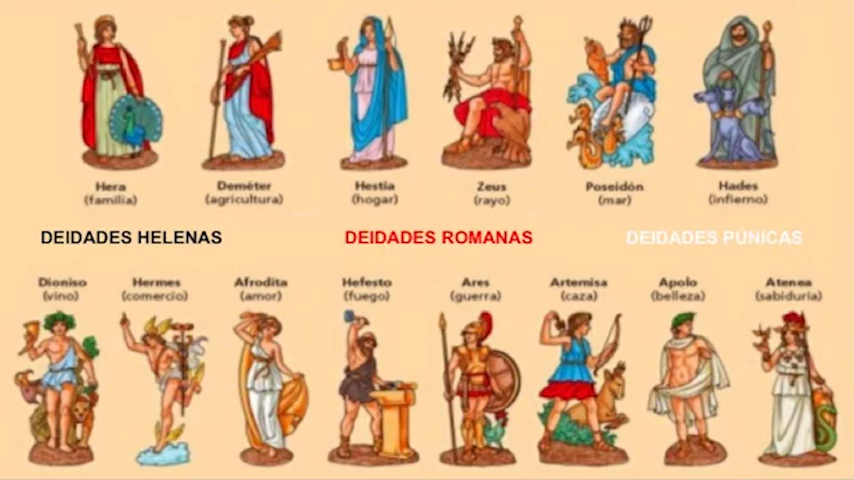 Hera
(familia)
Deméter
(agricultura)
Hestia
(hogar)
Zeus
(rayo)
Poseidón
(mar)
Hades
(infierno)
DEIDADES HELENAS
DEIDADES ROMANAS
DEIDADES PÚNICAS
Dioniso
(vino)
Hermes
(comercio)
Afrodita
(amor)
Hefesto
(fuego)
Ares
(guerra)
Artemisa
(caza)
Apolo
(belleza)
Atenea
(sabiduría)